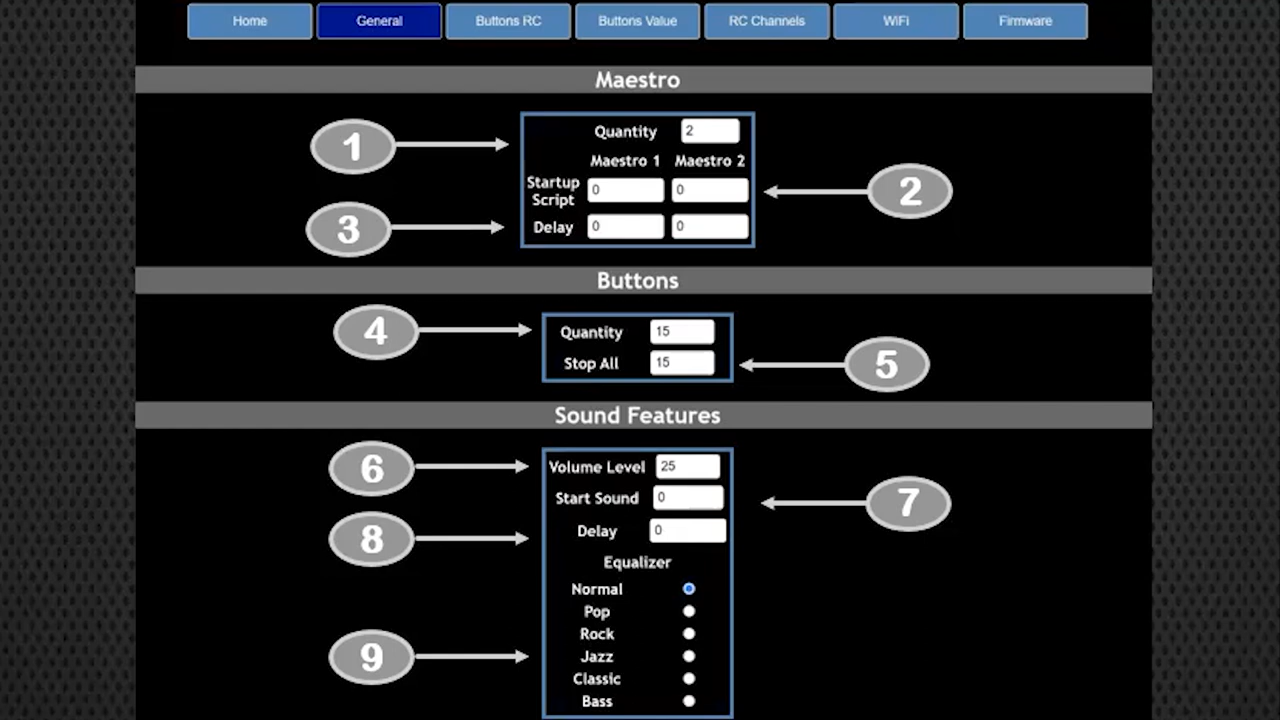 Home General Buttons RC Buttons Value RC Channels WiFi Firmware
Maestro
1
Quantity 2
Maestro 1 Maestro 2
Startup
Script 0 0
2
3
Delay 0 0
Buttons
4
Quantity 15
Stop All 15
5
Sound Features
6
Volume Level 25
Start Sound 0
7
8
Delay 0
Equalizer
Normal
Pop
Rock
9
Jazz
Classic
Bass